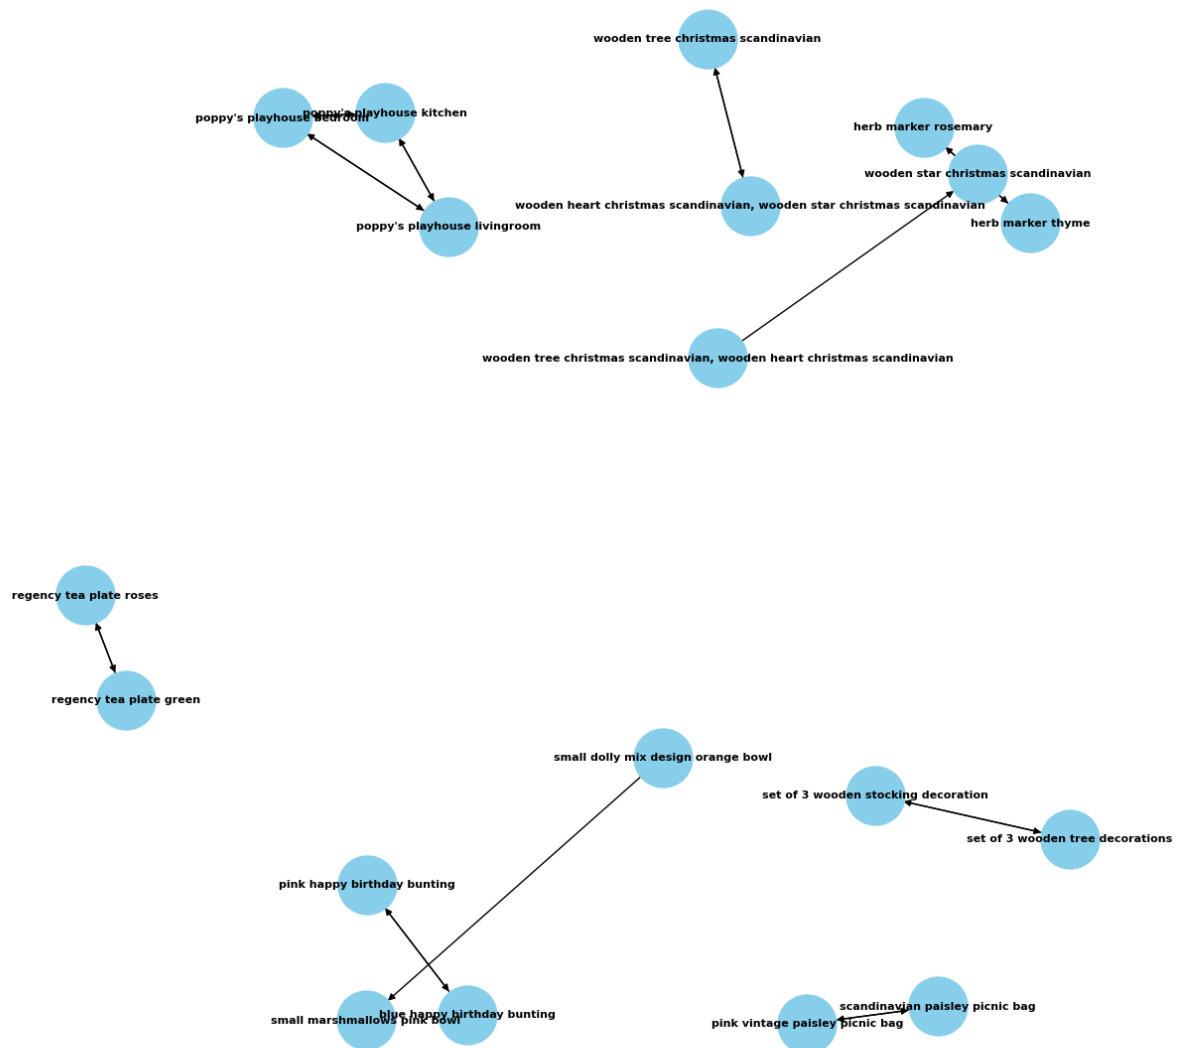 wooden tree christmas scandinavian
poppy's playhouse kitchen
poppy's playhouse bedroom
herb marker rosemary
wooden star christmas scandinavian
wooden heart christmas scandinavian, wooden star christmas scandinavian
herb marker thyme
poppy's playhouse livingroom
wooden tree christmas scandinavian, wooden heart christmas scandinavian
regency tea plate roses
regency tea plate green
small dolly mix design orange bowl
set of 3 wooden stocking decoration
set of 3 wooden tree decorations
pink happy birthday bunting
scandinavian paisley picnic bag
blue happy birthday bunting
small marshmallows pink bowl
pink vintage paisley picnic bag